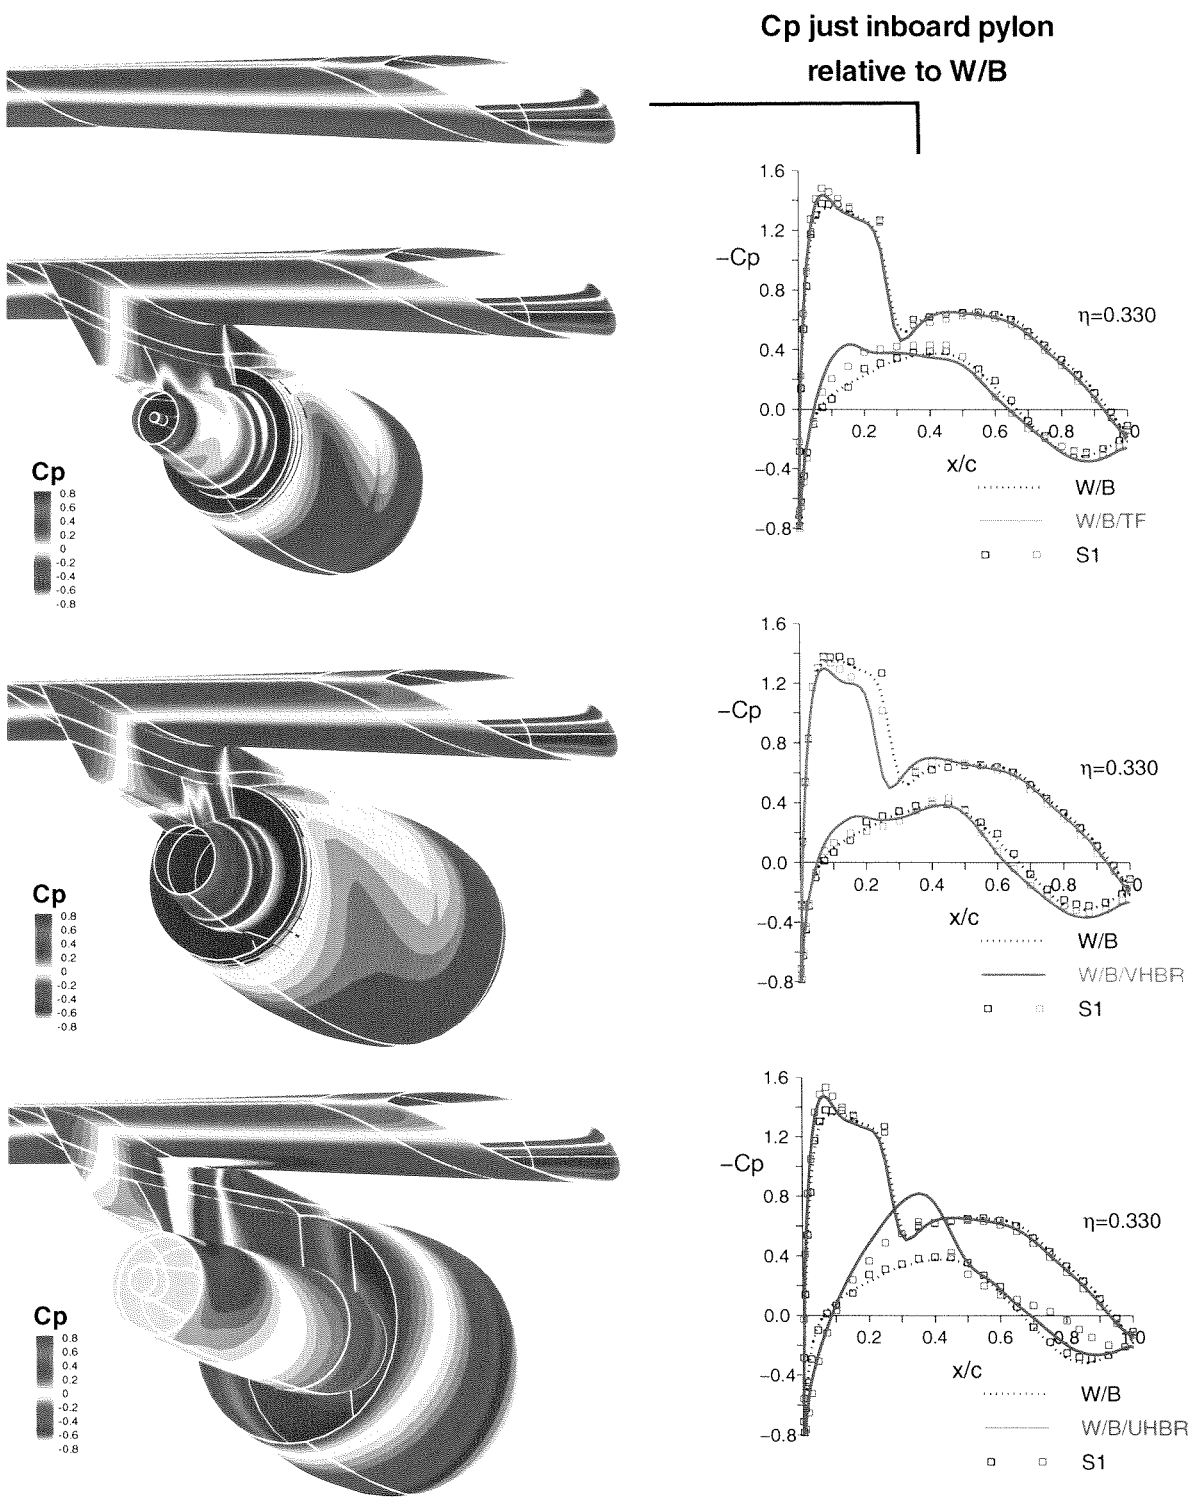 Cp just inboard pylon
relative to W/B
1.6
1.2
−Cp
0.8
η=0.330
0.4
0.0
0.2 0.4 0.6 0.8 1.0
x/c
−0.4
W/B
W/B/TF
−0.8
S1
Cp
0.8
0.6
0.4
0.2
0
-0.2
-0.4
-0.6
-0.8
1.6
1.2
−Cp
0.8
η=0.330
0.4
0.0
0.2 0.4 0.6 0.8 1.0
x/c
−0.4
W/B
W/B/VHBR
−0.8
S1
Cp
0.8
0.6
0.4
0.2
0
-0.2
-0.4
-0.6
-0.8
1.6
1.2
−Cp
0.8
η=0.330
0.4
0.0
0.2 0.4 0.6 0.8 1.0
x/c
−0.4
W/B
W/B/UHBR
−0.8
S1
Cp
0.8
0.6
0.4
0.2
0
-0.2
-0.4
-0.6
-0.8